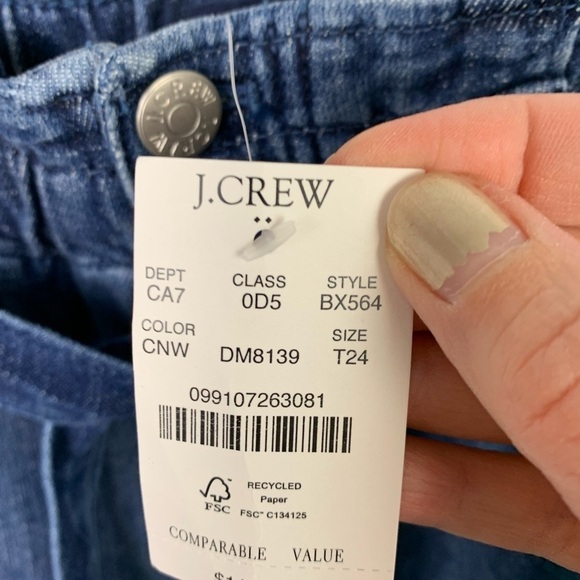 J.CREW
J.CREW
DEPT CLASS STYLE
CA7 0D5 BX564
COLOR SIZE
CNW DM8139 T24
099107263081
RECYCLED
Paper
FSC
FSC® C134125
COMPARABLE VALUE